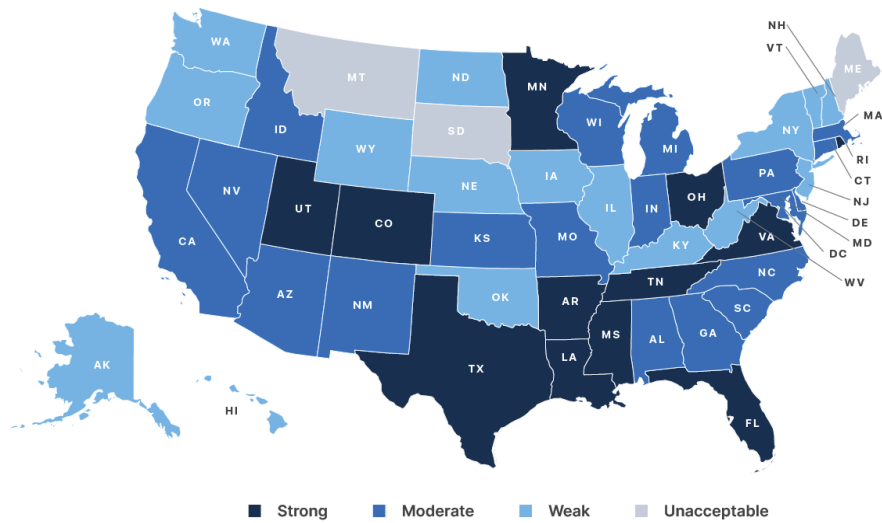 NH
VT
WA
MT
ND
MN
ME
OR
ID
SD
WI
MI
NY
MA
WY
RI
CT
NJ
DE
MD
DC
WV
NV
UT
CO
NE
IA
IL
IN
OH
PA
CA
KS
MO
KY
VA
AZ
NM
OK
AR
TN
NC
SC
MS
AL
GA
TX
LA
FL
AK
HI
Strong
Moderate
Weak
Unacceptable